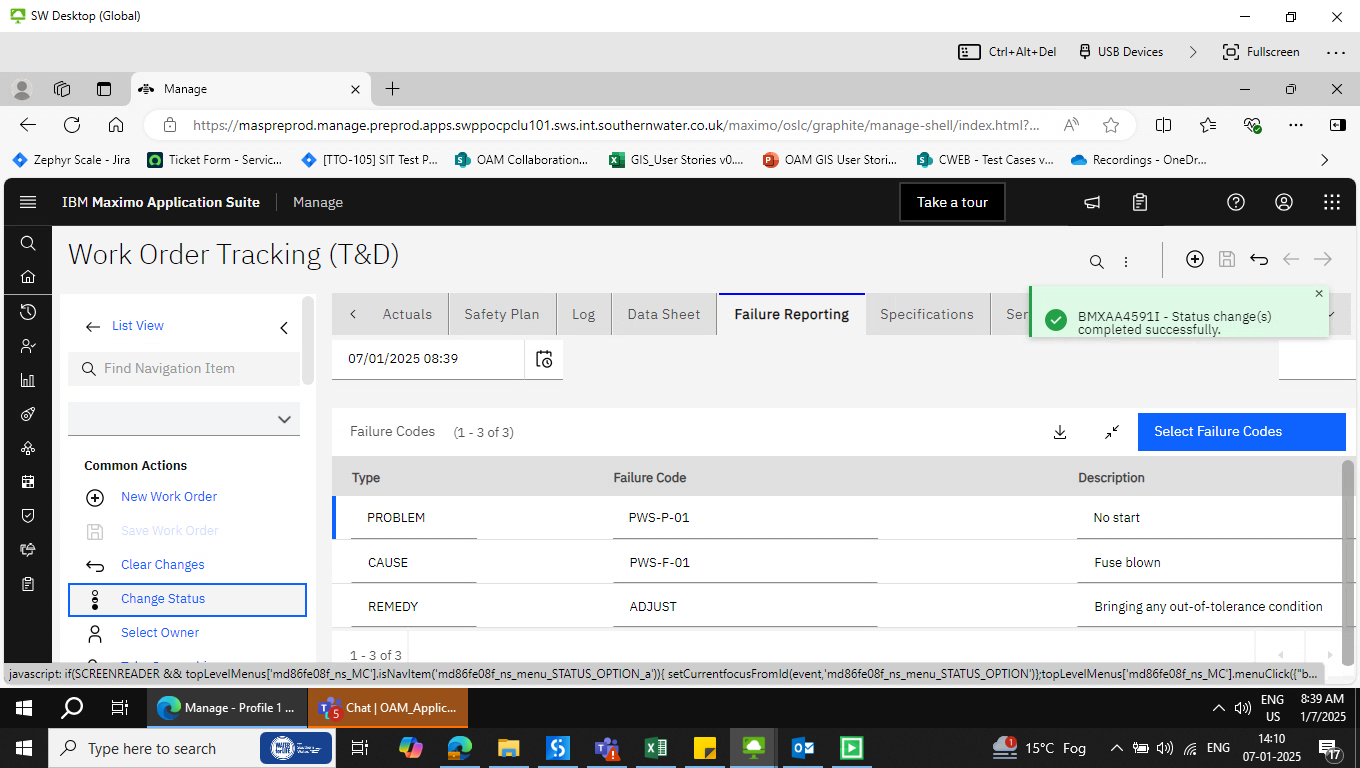 SW Desktop (Global)
Ctrl+Alt+Del
USB Devices
Fullscreen
Manage
https://maspreprod.manage.preprod.apps.swppocpclu101.sws.int.southernwater.co.uk/maximo/oslc/graphite/manage-shell/index.html?...
Zephyr Scale - Jira
Ticket Form - Servic...
[TTO-105] SIT Test P...
OAM Collaboration...
GIS_User Stories v0....
OAM GIS User Stori...
CWEB - Test Cases v...
Recordings - OneDr...
IBM Maximo Application Suite
Manage
Take a tour
Work Order Tracking (T&D)
List View
Find Navigation Item
Common Actions
New Work Order
Save Work Order
Clear Changes
Change Status
Select Owner
Actuals
Safety Plan
Log
Data Sheet
Failure Reporting
Specifications
Ser
BMXAA4591I - Status change(s)
completed successfully.
07/01/2025 08:39
Failure Codes (1 - 3 of 3)
Select Failure Codes
Type Failure Code Description
PROBLEM PWS-P-01 No start
CAUSE PWS-F-01 Fuse blown
REMEDY ADJUST Bringing any out-of-tolerance condition
1 - 3 of 3
javascript: if(SCREENREADER && topLevelMenus['md86fe08f_ns_MC'].isNavItem('md86fe08f_ns_menu_STATUS_OPTION_a')){ setCurrentfocusFromId(event,'md86fe08f_ns_menu_STATUS_OPTION')};topLevelMenus['md86fe08f_ns_MC'].menuClick({"b...
Manage - Profile 1 ...
5
Chat | OAM_Applic...
ENG
US
8:39 AM
1/7/2025
Type here to search
1
15°C Fog
ENG
14:10
07-01-2025
17